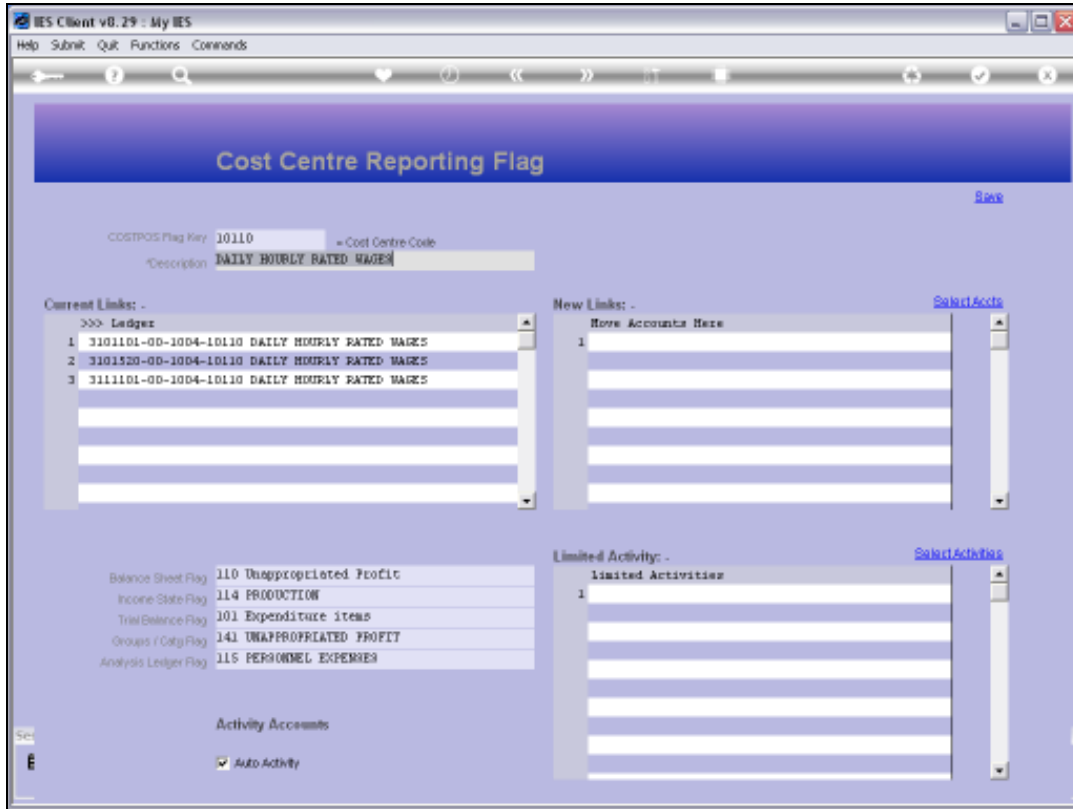 IES Client v8.29 : My IES
Help Submit Quit Functions Commands
Cost Centre Reporting Flag
Save
COSTPOS Flag Key 10110 = Cost Centre Code
*Description DAILY HOURLY RATED WAGES
Current Links: -
>>> Ledger
1 3101101-00-1004-10110 DAILY HOURLY RATED WAGES
2 3101520-00-1004-10110 DAILY HOURLY RATED WAGES
3 3111101-00-1004-10110 DAILY HOURLY RATED WAGES
New Links: -
Select Accts
Move Accounts Here
1
Balance Sheet Flag 110 Unappropriated Profit
Income State Flag 114 PRODUCTION
Trial Balance Flag 101 Expenditure items
Groups / Catg Flag 141 UNAPPROPRIATED PROFIT
Analysis Ledger Flag 115 PERSONNEL EXPENSES
Limited Activity: -
Select Activities
Limited Activities
1
Activity Accounts
Auto Activity